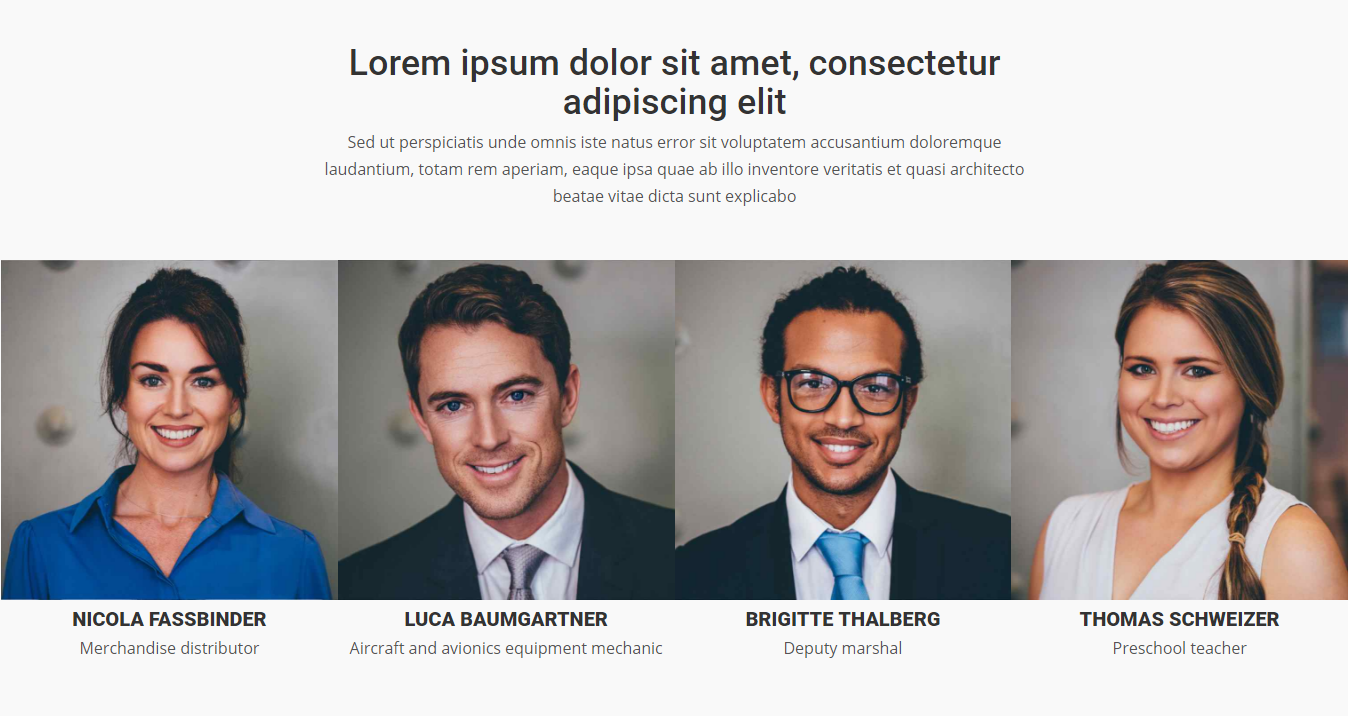 Lorem ipsum dolor sit amet, consectetur
adipiscing elit
Sed ut perspiciatis unde omnis iste natus error sit voluptatem accusantium doloremque
laudantium, totam rem aperiam, eaque ipsa quae ab illo inventore veritatis et quasi architecto
beatae vitae dicta sunt explicabo
NICOLA FASSBINDER
Merchandise distributor
LUCA BAUMGARTNER
Aircraft and avionics equipment mechanic
BRIGITTE THALBERG
Deputy marshal
THOMAS SCHWEIZER
Preschool teacher